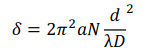 δ = 2π²aN d/λD ²